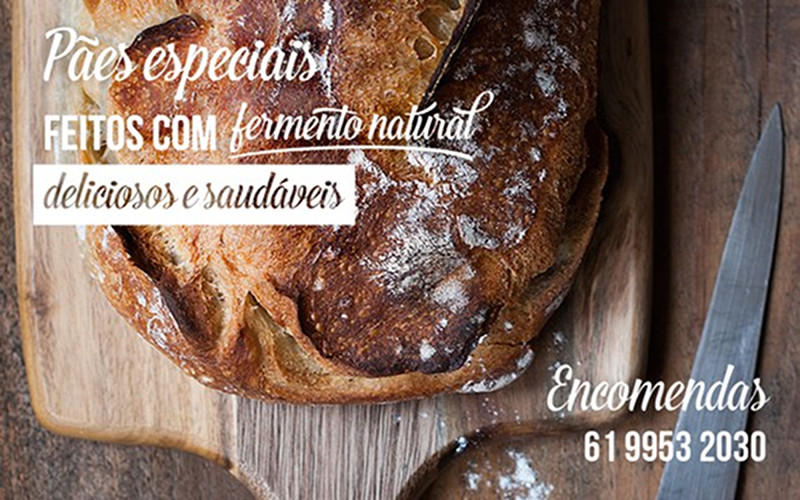 Pães especiais
FEITOS COM fermento natural
deliciosos e saudáveis
Encomendas
61 9953 2030